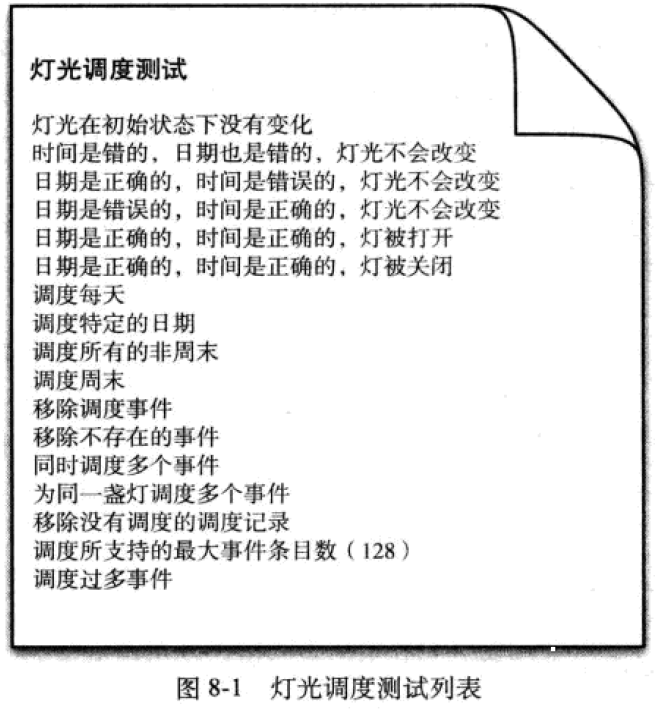 灯光调度测试
灯光在初始状态下没有变化
时间是错的，日期也是错的，灯光不会改变
日期是正确的，时间是错误的，灯光不会改变
日期是错误的，时间是正确的，灯光不会改变
日期是正确的，时间是正确的，灯被打开
日期是正确的，时间是正确的，灯被关闭
调度每天
调度特定的日期
调度所有的非周末
调度周末
移除调度事件
移除不存在的事件
同时调度多个事件
为同一盏灯调度多个事件
移除没有调度的调度记录
调度所支持的最大事件条目数（128）
调度过多事件
图 8-1 灯光调度测试列表